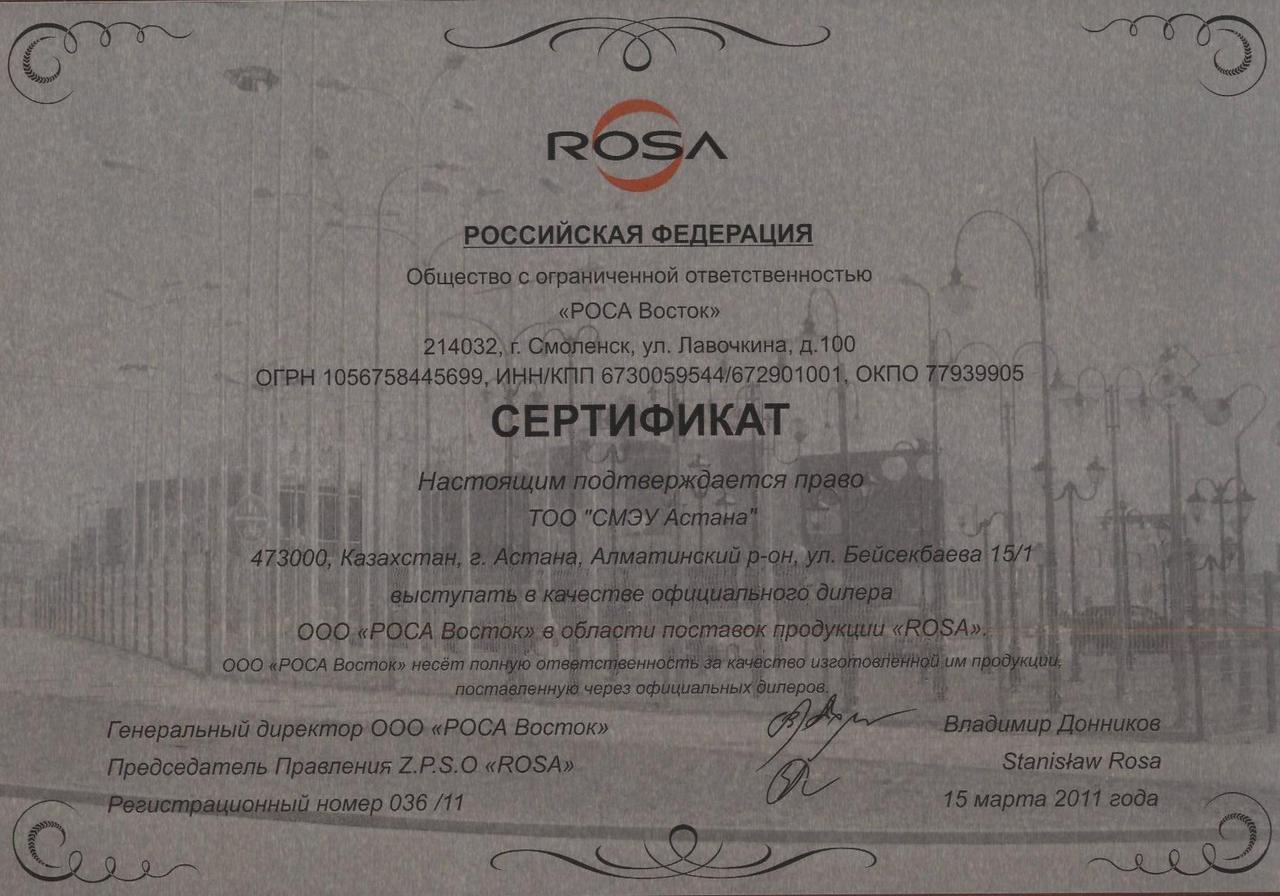 ROSA
РОССИЙСКАЯ ФЕДЕРАЦИЯ
Общество с ограниченной ответственностью
«РОСА Восток»
214032, г. Смоленск, ул. Лавочкина, д.100
ОГРН 1056758445699, ИНН/КПП 6730059544/672901001, ОКПО 77939905
СЕРТИФИКАТ
Настоящим подтверждается право
ТОО "СМЭУ Астана"
473000, Казахстан, г. Астана, Алматинский р-он, ул. Бейсекбаева 15/1
выступать в качестве официального дилера
ООО «РОСА Восток» в области поставок продукции «ROSA».
ООО «РОСА Восток» несёт полную ответственность за качество изготовленной им продукции,
поставленную через официальных дилеров.
Генеральный директор ООО «РОСА Восток» Владимир Донников
Председатель Правления Z.P.S.O «ROSA» Stanisław Rosa
Регистрационный номер 036 /11 15 марта 2011 года